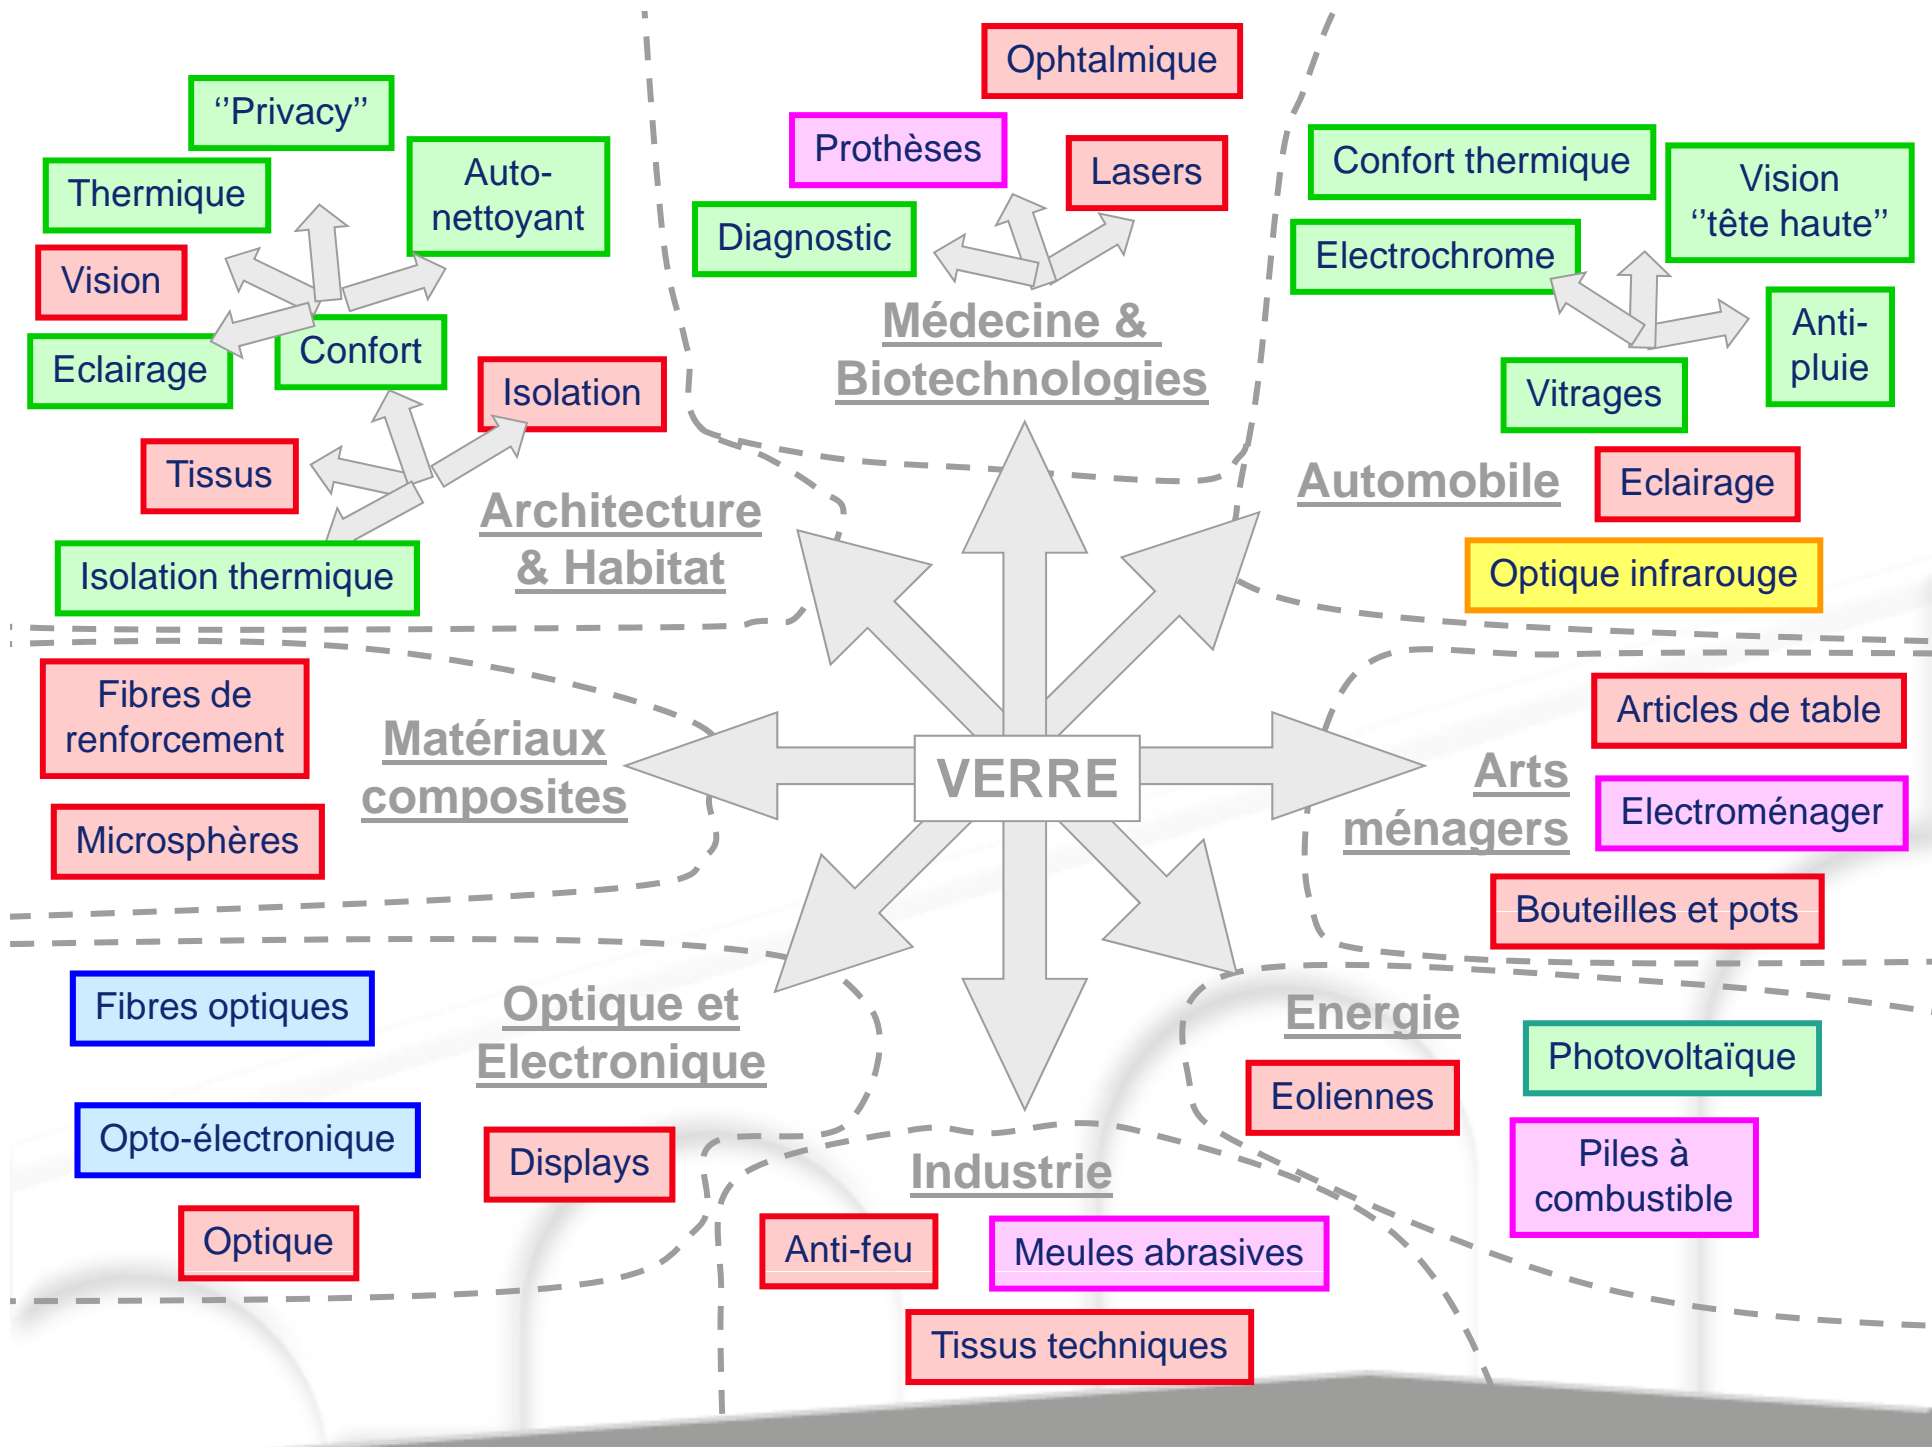 ‘‘Privacy’’
Thermique
Auto-
nettoyant
Vision
Eclairage
Confort
Isolation
Tissus
Isolation thermique
Architecture
& Habitat
Ophtalmique
Prothèses
Lasers
Diagnostic
Médecine &
Biotechnologies
Confort thermique
Vision
‘‘tête haute’’
Electrochrome
Anti-
pluie
Vitrages
Automobile
Eclairage
Optique infrarouge
Fibres de
renforcement
Matériaux
composites
Microsphères
VERRE
Articles de table
Arts
ménagers
Electroménager
Bouteilles et pots
Fibres optiques
Optique et
Electronique
Opto-électronique
Displays
Optique
Energie
Photovoltaïque
Eoliennes
Piles à
combustible
Industrie
Anti-feu
Meules abrasives
Tissus techniques